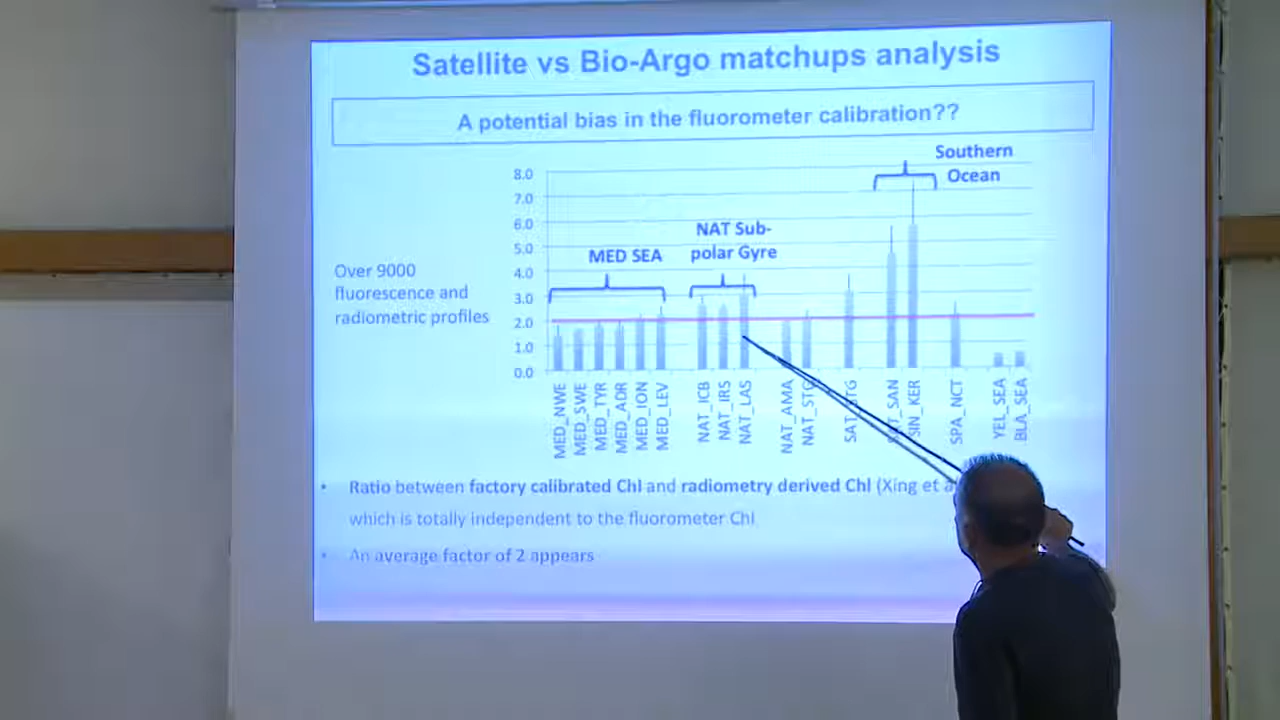 Satellite vs Bio-Argo matchups analysis
A potential bias in the fluorometer calibration??
Southern
Ocean
NAT Sub-
polar Gyre
MED SEA
8.0
7.0
6.0
5.0
4.0
3.0
2.0
1.0
0.0
Over 9000
fluorescence and
radiometric profiles
MED_NWE
MED_SWE
MED_TYR
MED_ADR
MED_ION
MED_LEV
NAT_ICB
NAT_IRS
NAT_LAS
NAT_AMA
SIN_KER
SPA_NCT
YEL_SEA
BLA_SEA
• Ratio between factory calibrated Chl and radiometry derived Chl (Xing et
which is totally independent to the fluorometer Chl
• An average factor of 2 appears